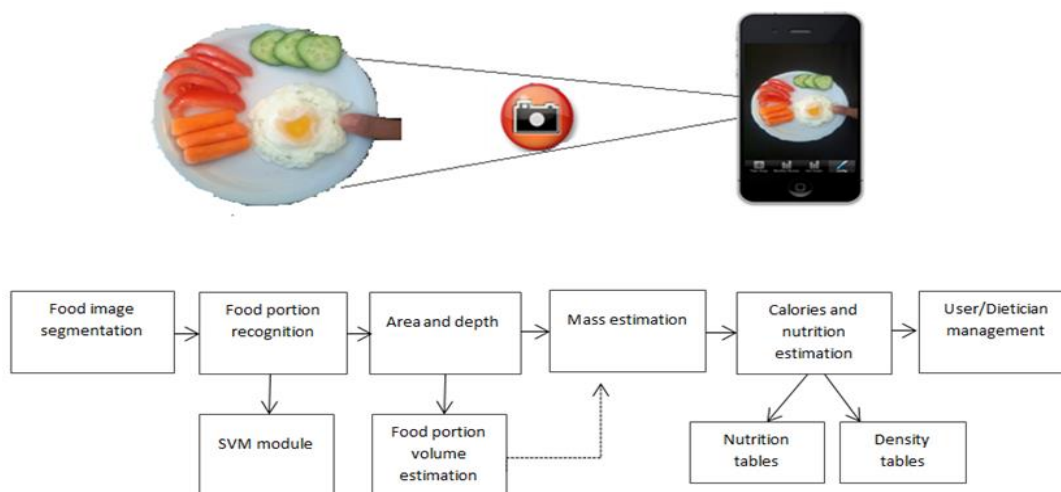 Food image
segmentation
Food portion
recognition
Area and depth
Mass estimation
Calories and
nutrition
estimation
User/Dietician
management
SVM module
Food portion
volume
estimation
Nutrition
tables
Density
tables